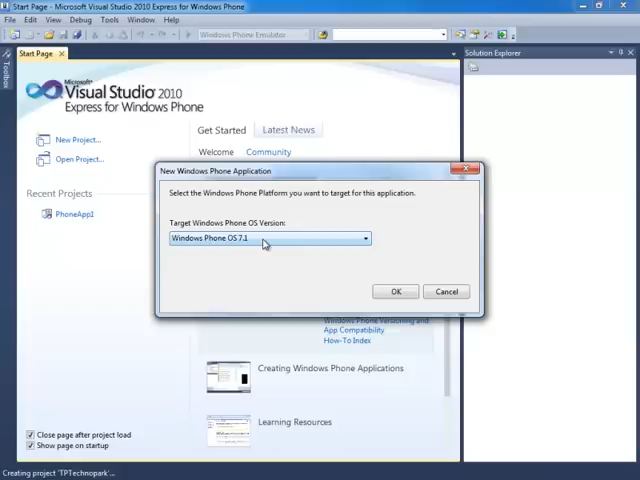 Start Page - Microsoft Visual Studio 2010 Express for Windows Phone
File Edit View Debug Tools Window Help
Windows Phone Emulator
Start Page
Solution Explorer
Toolbox
Microsoft
Visual Studio 2010
Express for Windows Phone
New Project...
Open Project...
Get Started Latest News
Welcome Community
Recent Projects
PhoneApp1
New Windows Phone Application
Select the Windows Phone Platform you want to target for this application.
Target Windows Phone OS Version:
Windows Phone OS 7.1
OK Cancel
Windows Phone Versioning and
App Compatibility
How-To Index
Creating Windows Phone Applications
Learning Resources
Close page after project load
Show page on startup
Creating project 'TPTechnopark'...